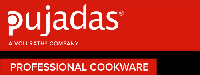 pujadas®
A VOLLRATH® COMPANY
PROFESSIONAL COOKWARE